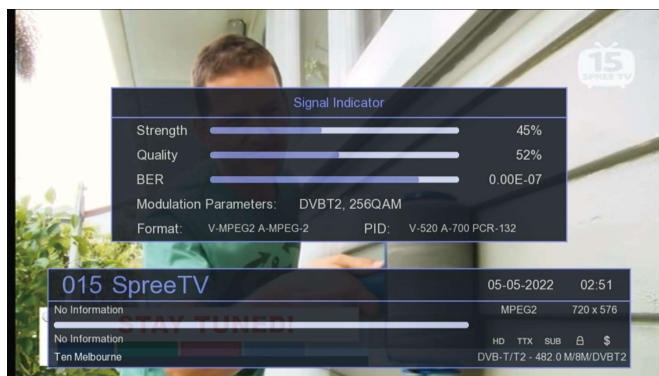 15
SPREE TV
Signal Indicator
Strength 45%
Quality 52%
BER 0.00E-07
Modulation Parameters: DVBT2, 256QAM
Format: V-MPEG2 A-MPEG-2 PID: V-520 A-700 PCR-132
015 SpreeTV 05-05-2022 02:51
No Information MPEG2 720 x 576
STAY TUNED!
No Information HD TTX SUB $
Ten Melbourne DVB-T/T2 - 482.0 M/8M/DVBT2